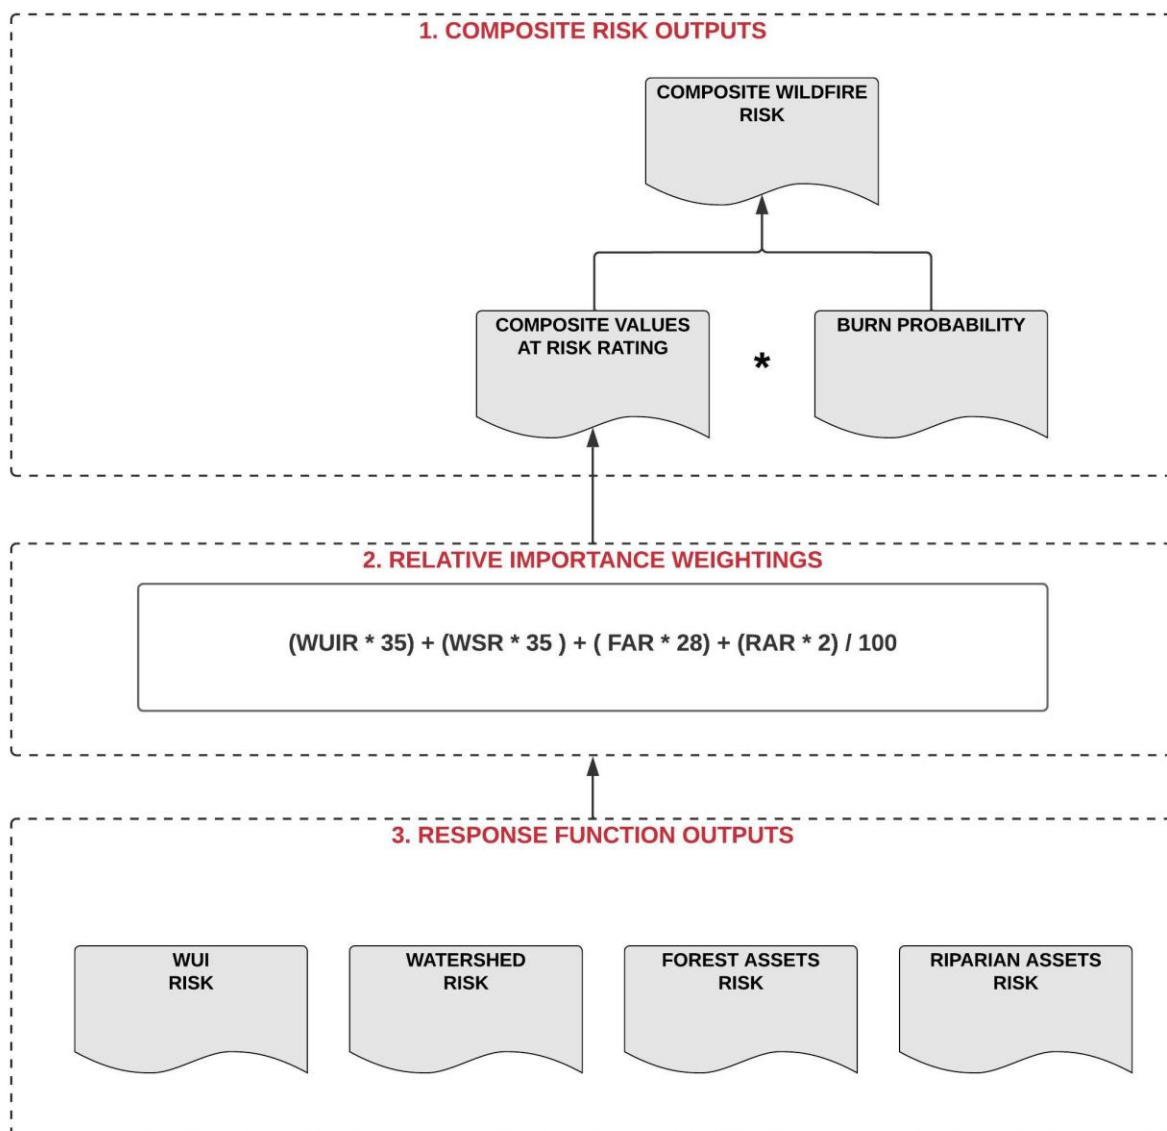 1. COMPOSITE RISK OUTPUTS
COMPOSITE WILDFIRE
RISK
COMPOSITE VALUES
AT RISK RATING
*
BURN PROBABILITY
2. RELATIVE IMPORTANCE WEIGHTINGS
(WUIR * 35) + (WSR * 35 ) + ( FAR * 28) + (RAR * 2) / 100
3. RESPONSE FUNCTION OUTPUTS
WUI
RISK
WATERSHED
RISK
FOREST ASSETS
RISK
RIPARIAN ASSETS
RISK